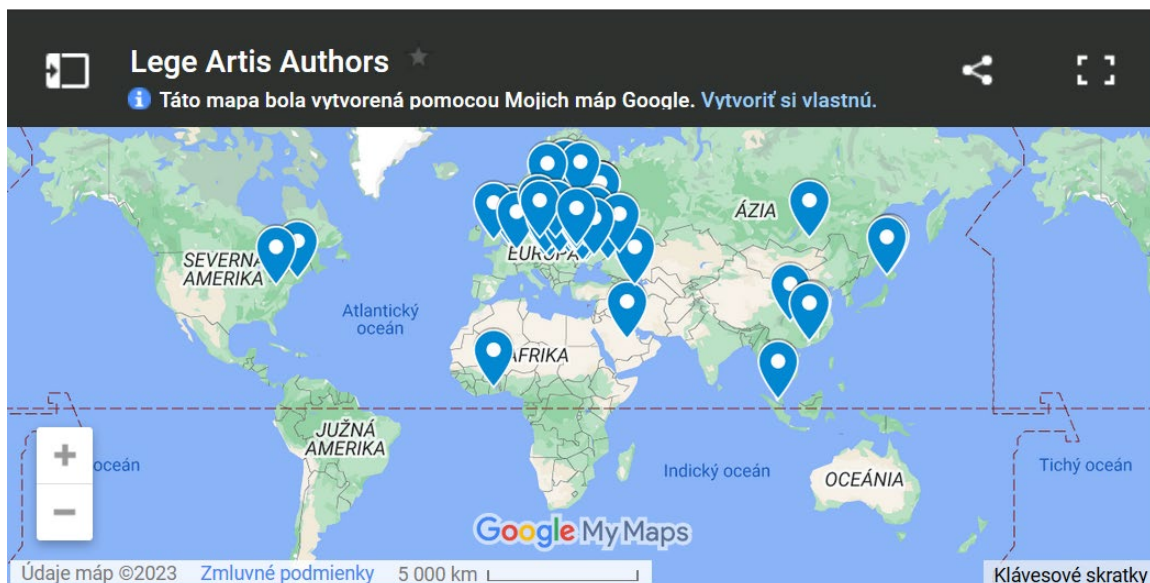 Lege Artis Authors
Táto mapa bola vytvorená pomocou Mojich máp Google. Vytvoriť si vlastnú.
ÁZIA
SEVERNÁ
AMERIKA
EURÓPA
Atlantický
oceán
AFRIKA
JUŽNÁ
AMERIKA
oceán
Indický oceán
Tichý oceán
OCEÁNIA
Google My Maps
Údaje máp ©2023 Zmluvné podmienky 5 000 km
Klávesové skratky